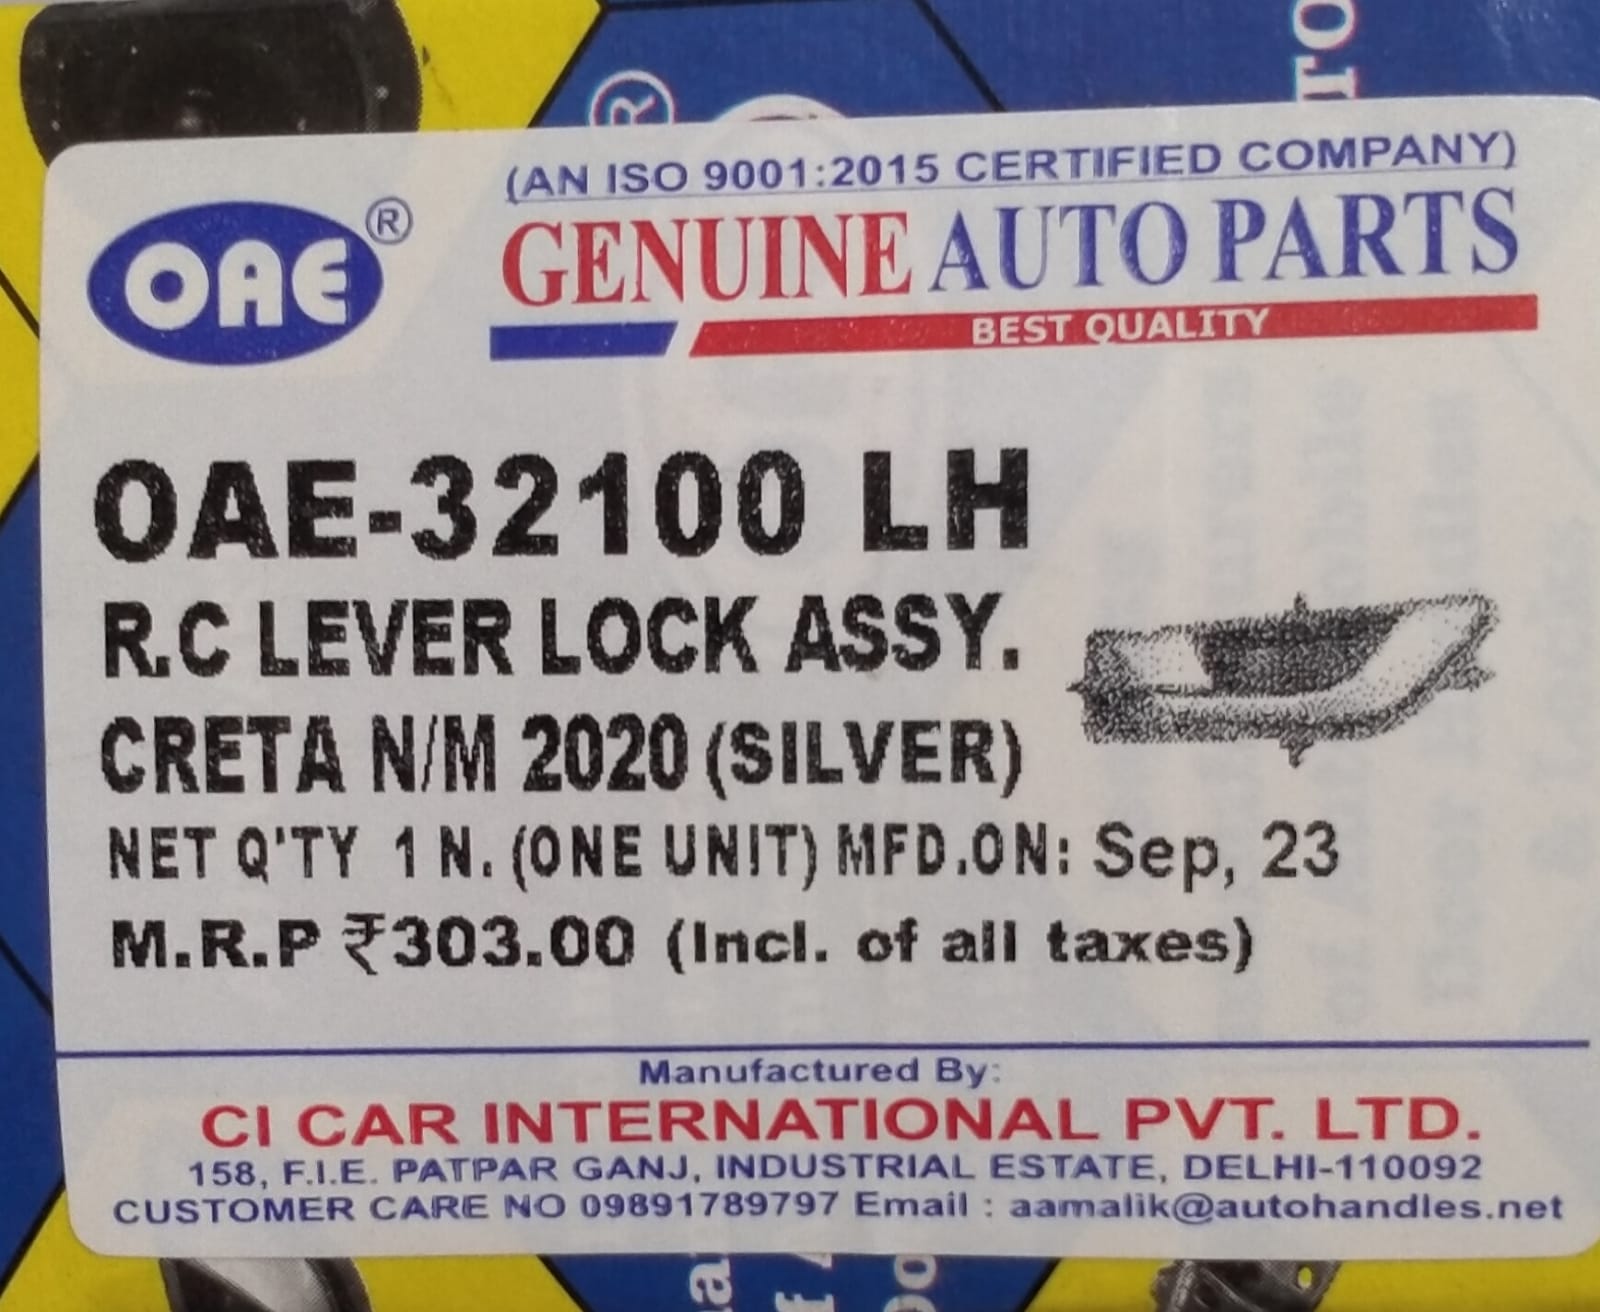 ®
TO
(AN ISO 9001:2015 CERTIFIED COMPANY)
OAE®
GENUINE AUTO PARTS
BEST QUALITY
OAE-32100 LH
R.C LEVER LOCK ASSY.
CRETA N/M 2020 (SILVER)
NET Q'TY 1 N. (ONE UNIT) MFD.ON: Sep, 23
M.R.P ₹303.00 (Incl. of all taxes)
Manufactured By:
CI CAR INTERNATIONAL PVT. LTD.
158, F.I.E. PATPAR GANJ, INDUSTRIAL ESTATE, DELHI-110092
CUSTOMER CARE NO 09891789797 Email : aamalik@autohandles.net